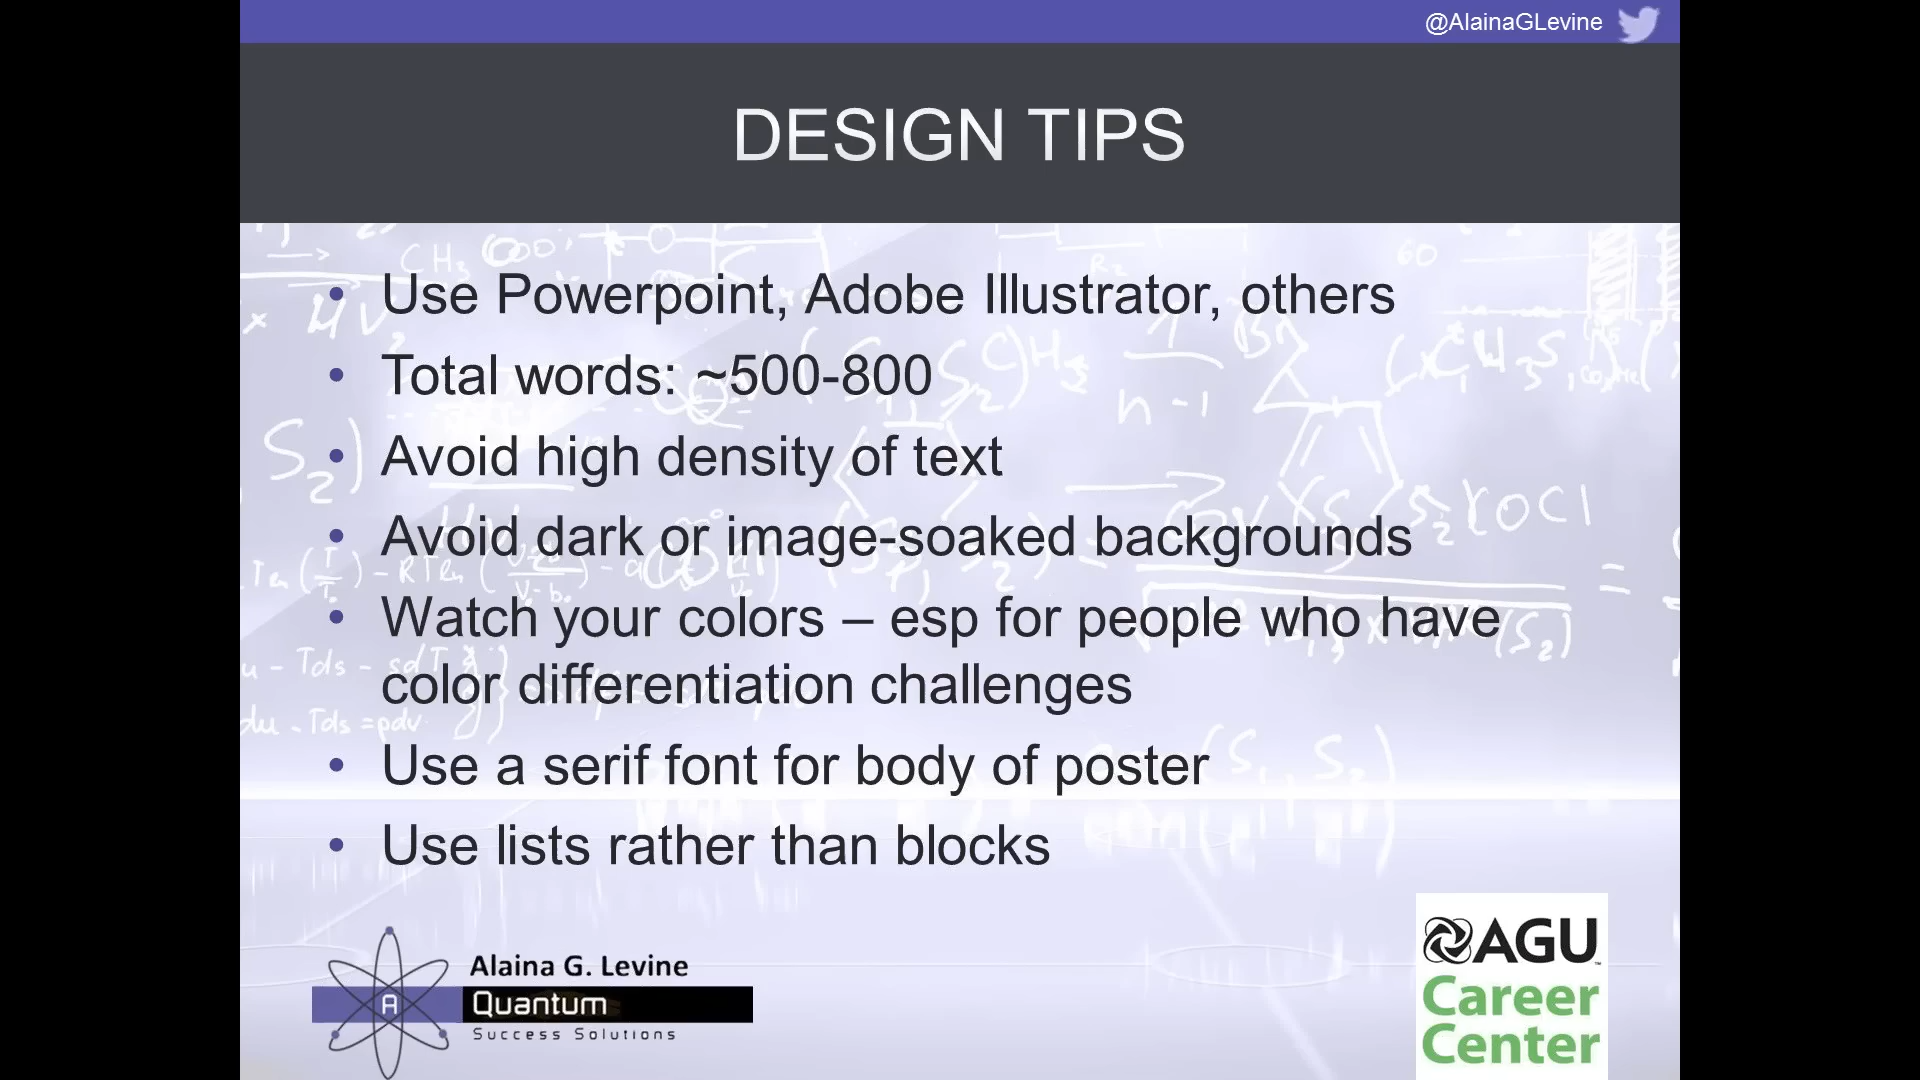 @AlainaGLevine
DESIGN TIPS
• Use Powerpoint, Adobe Illustrator, others
• Total words: ~500-800
• Avoid high density of text
• Avoid dark or image-soaked backgrounds
• Watch your colors – esp for people who have
color differentiation challenges
• Use a serif font for body of poster
• Use lists rather than blocks
Alaina G. Levine
A Quantum
Success Solutions
AGU
Career
Center